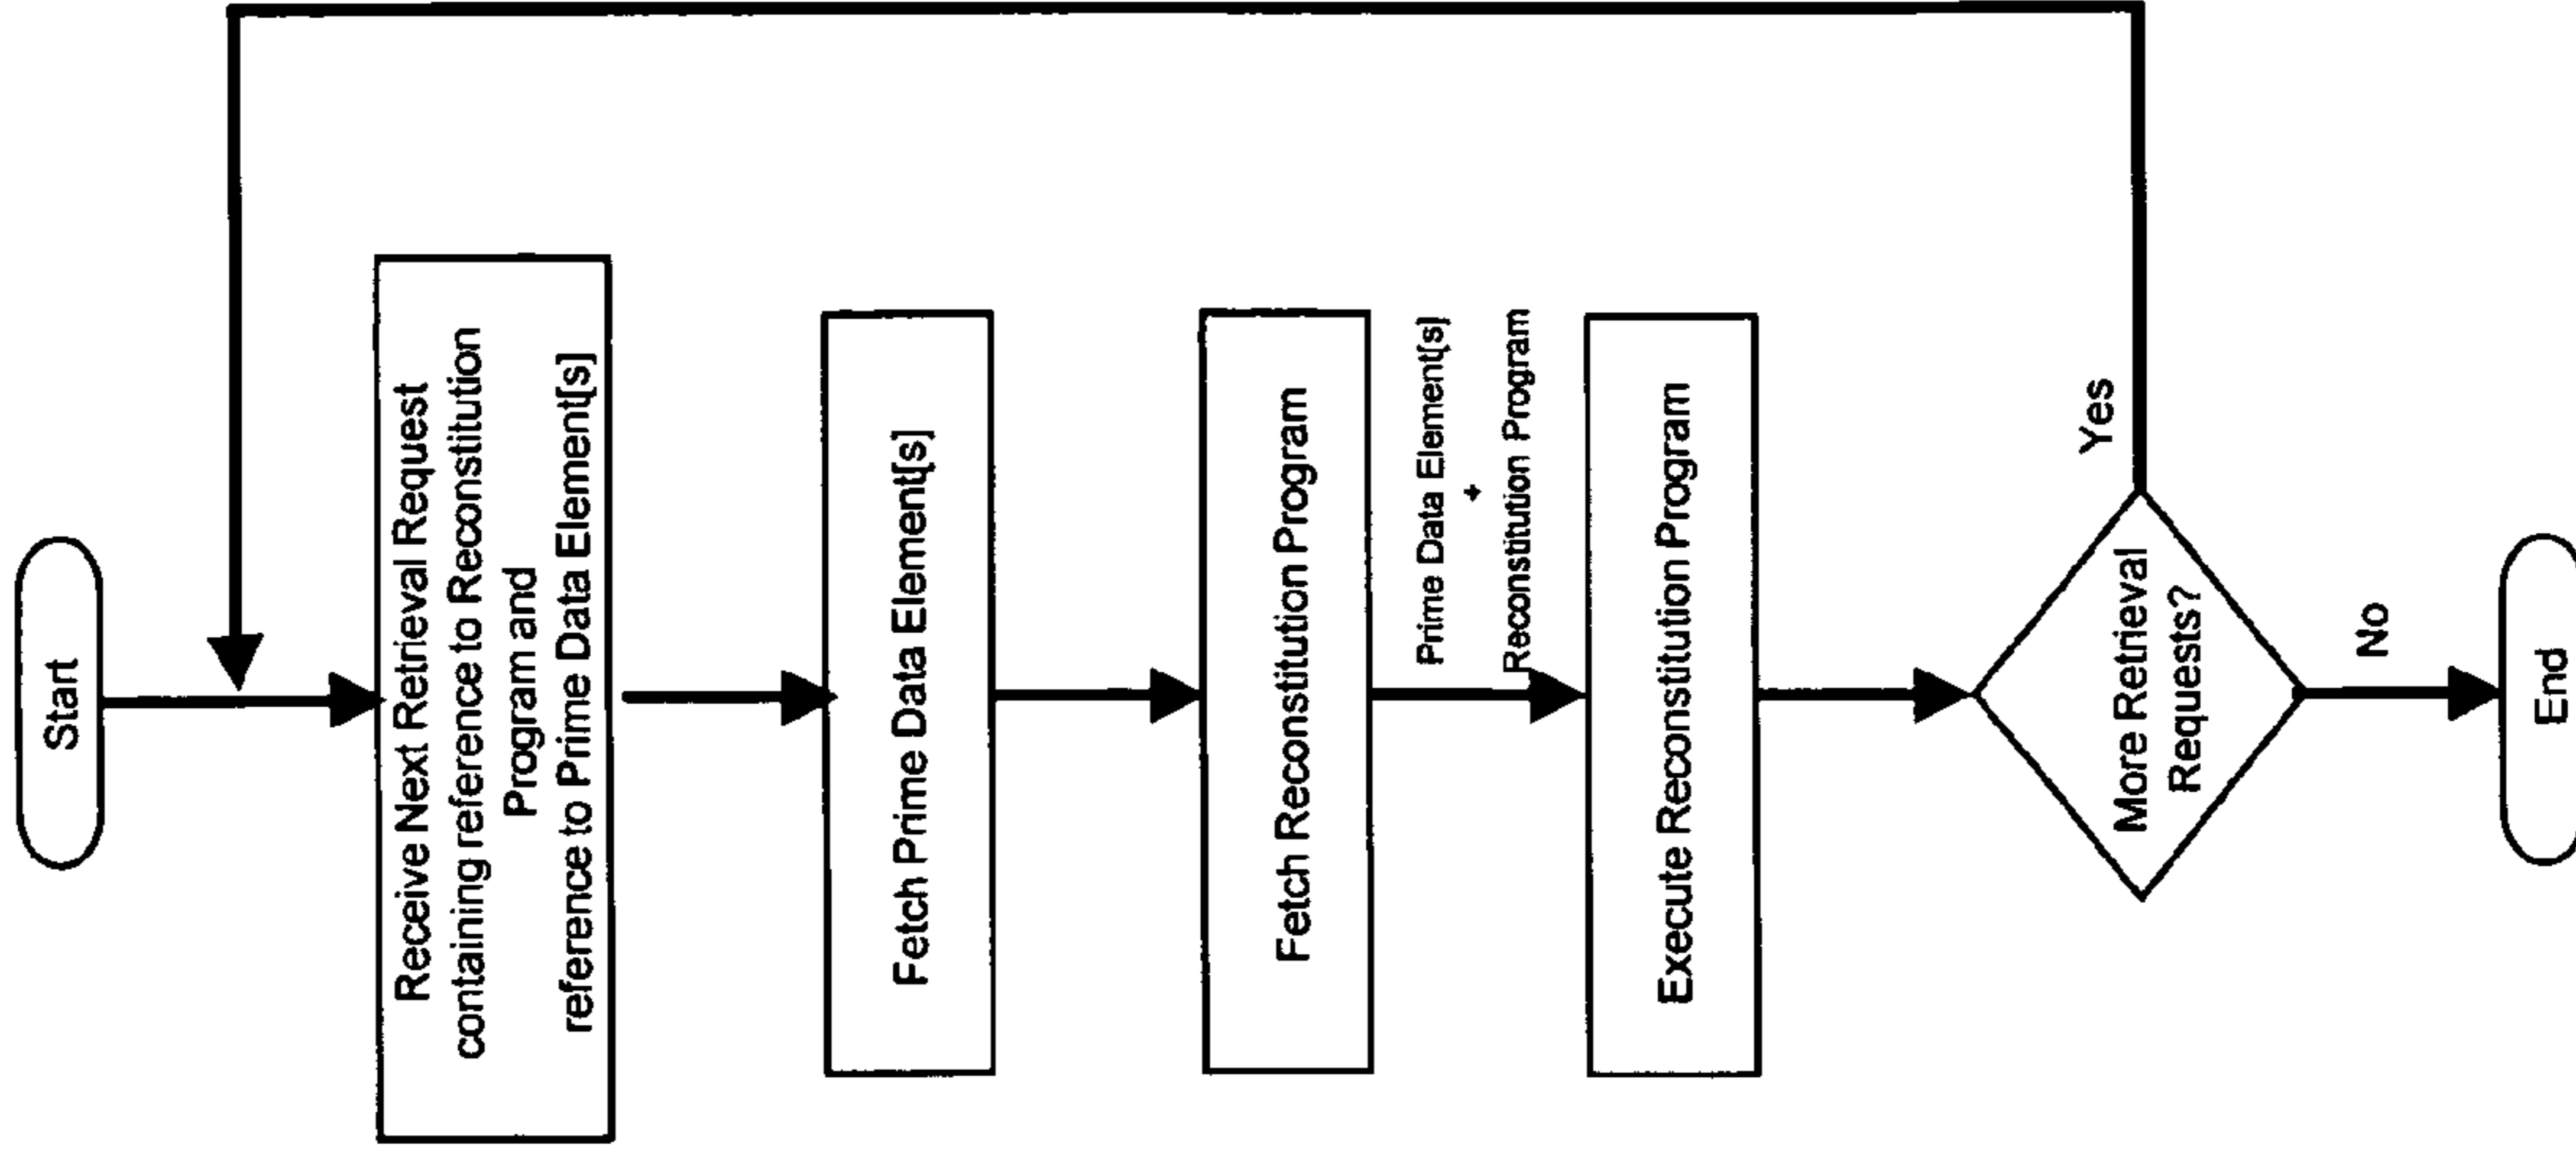 Start
Receive Next Retrieval Request
containing reference to Reconstitution
Program and
reference to Prime Data Element[s]
Fetch Prime Data Element[s]
Fetch Reconstitution Program
Prime Data Element[s]
+
Reconstitution Program
Execute Reconstitution Program
More Retrieval
Requests?
Yes
No
End